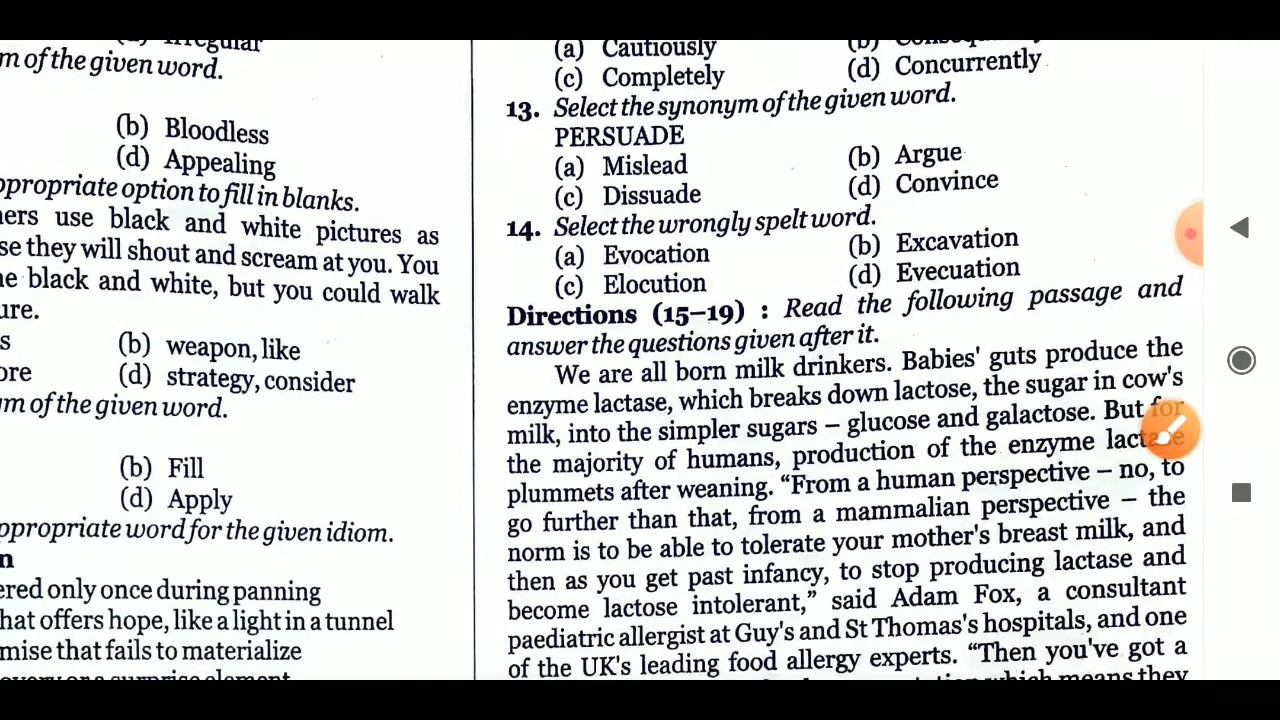 Irregular
m of the given word.
(b) Bloodless
(d) Appealing
ppropriate option to fill in blanks.
ners use black and white pictures as
se they will shout and scream at you. You
e black and white, but you could walk
ure.
s
(b) weapon, like
ore
(d) strategy, consider
m of the given word.
(b) Fill
(d) Apply
ppropriate word for the given idiom.
n
ered only once during panning
hat offers hope, like a light in a tunnel
mise that fails to materialize
(a) Cautiously
(b)
(c) Completely
(d) Concurrently
13. Select the synonym of the given word.
PERSUADE
(a) Mislead
(b) Argue
(c) Dissuade
(d) Convince
14. Select the wrongly spelt word.
(a) Evocation
(b) Excavation
(c) Elocution
(d) Evecuation
Directions (15–19) : Read the following passage and
answer the questions given after it.
We are all born milk drinkers. Babies' guts produce the
enzyme lactase, which breaks down lactose, the sugar in cow's
milk, into the simpler sugars – glucose and galactose. But for
the majority of humans, production of the enzyme lactase
plummets after weaning. “From a human perspective – no, to
go further than that, from a mammalian perspective – the
norm is to be able to tolerate your mother's breast milk, and
then as you get past infancy, to stop producing lactase and
become lactose intolerant,” said Adam Fox, a consultant
paediatric allergist at Guy's and St Thomas's hospitals, and one
of the UK's leading food allergy experts. “Then you've got a
which means they